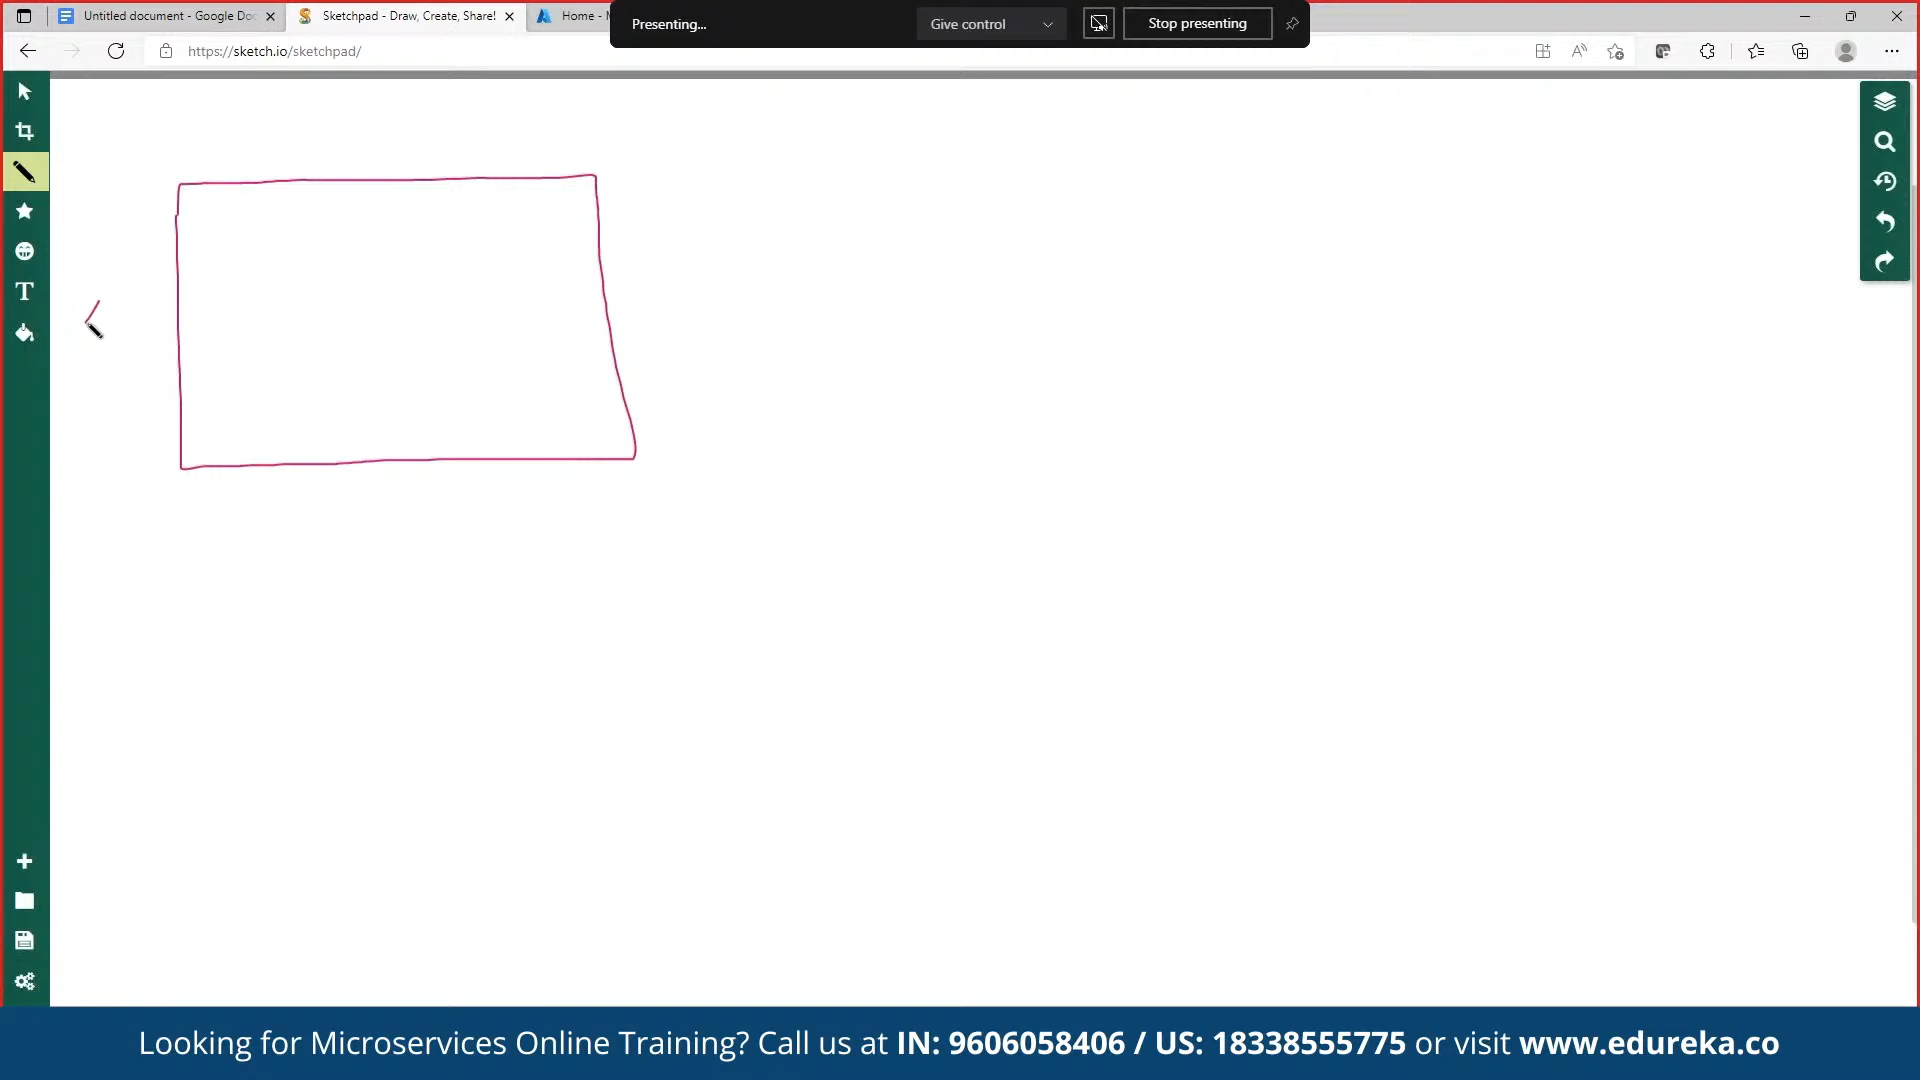 Untitled document - Google Doc
Sketchpad - Draw, Create, Share!
Home - M
Presenting...
Give control
Stop presenting
https://sketch.io/sketchpad/
T
Looking for Microservices Online Training? Call us at IN: 9606058406 / US: 18338555775 or visit www.edureka.co